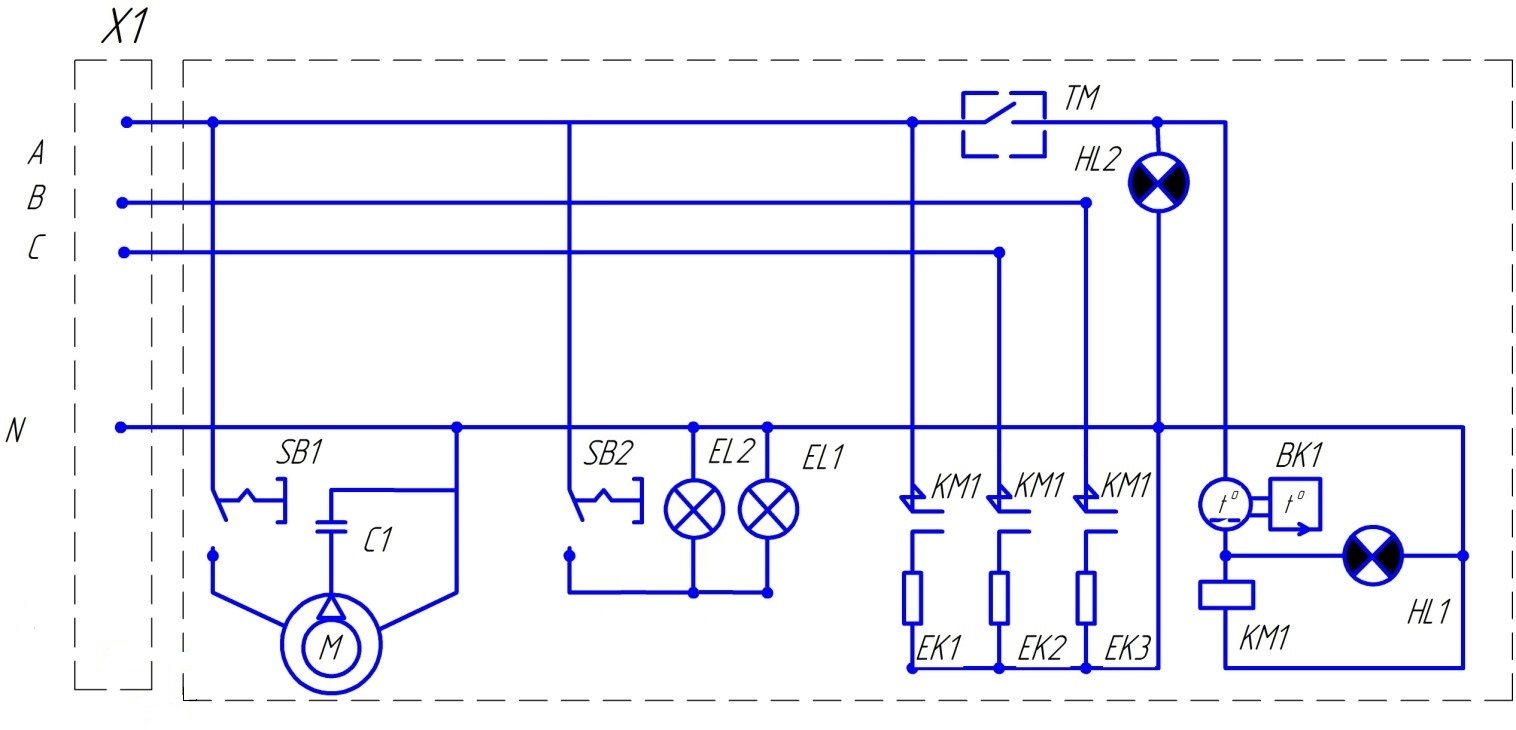 X1
TM
A
HL2
B
C
N
SB1
SB2
EL2
EL1
BK1
KM1
KM1
KM1
t°
t°
C1
HL1
M
EK1
EK2
EK3
KM1